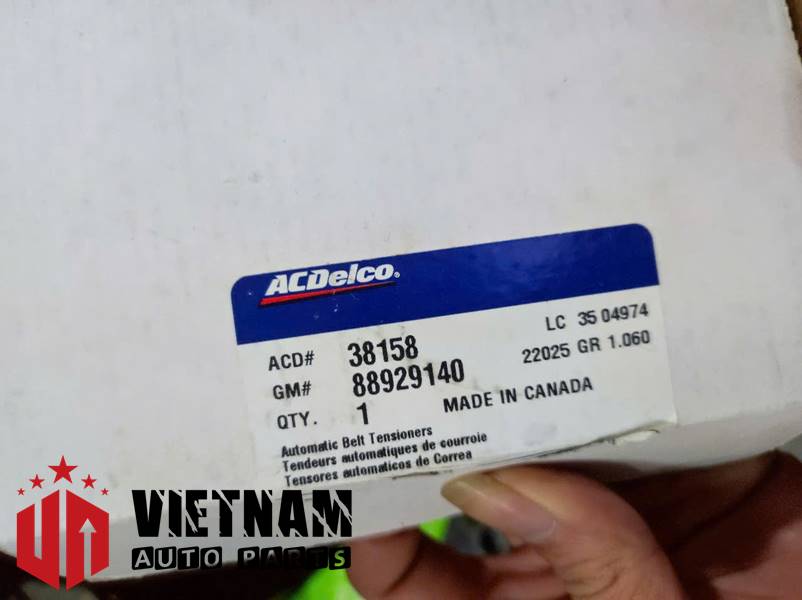 ACDelco®
LC 35 04974
ACD# 38158
22025 GR 1.060
GM# 88929140
QTY. 1
MADE IN CANADA
Automatic Belt Tensioners
Tendeurs automatiques de courroie
Tensores automaticos de Correa
VIETNAM
AUTO PARTS